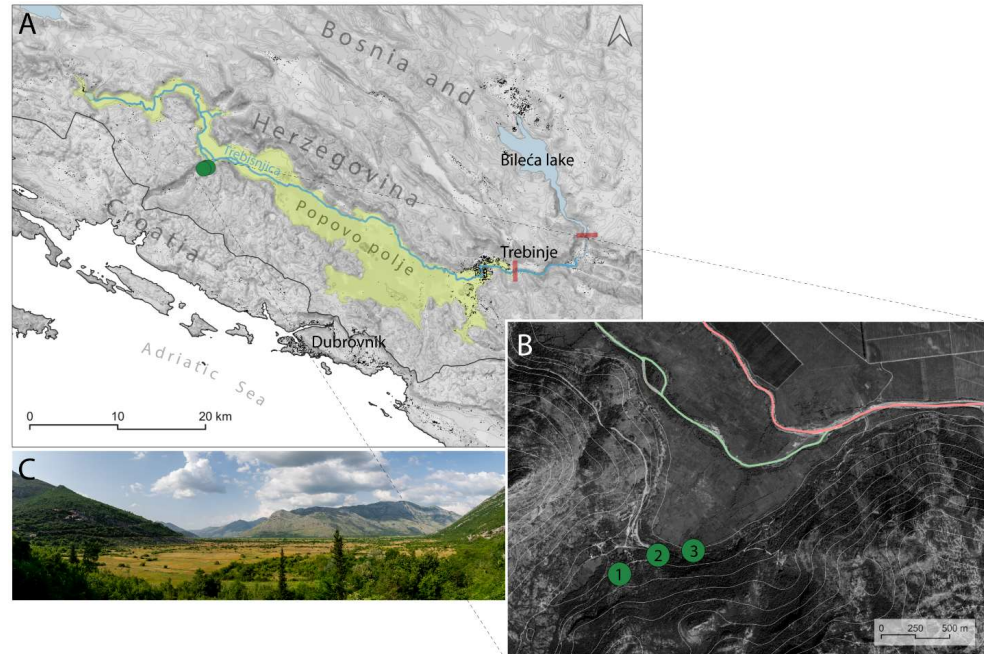 A
Bosnia and
Herzegovina
Bileća lake
Trebišnjica
Popovo polje
Croatia
Trebinje
Dubrovnik
Adriatic Sea
0 10 20 km
B
1
2
3
0 250 500 m
C